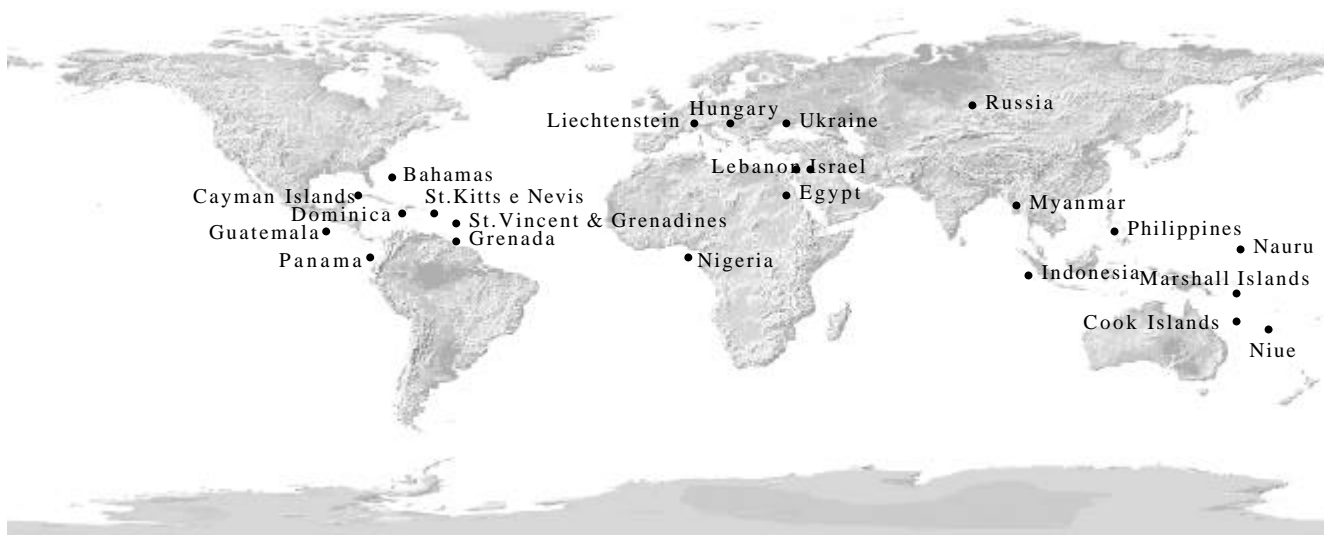 Russia
Hungary
Liechtenstein
Ukraine
Lebanon
Israel
Bahamas
Cayman Islands
St.Kitts e Nevis
Egypt
Myanmar
Dominica
St.Vincent & Grenadines
Guatemala
Grenada
Philippines
Nauru
Panama
Nigeria
Indonesia
Marshall Islands
Cook Islands
Niue